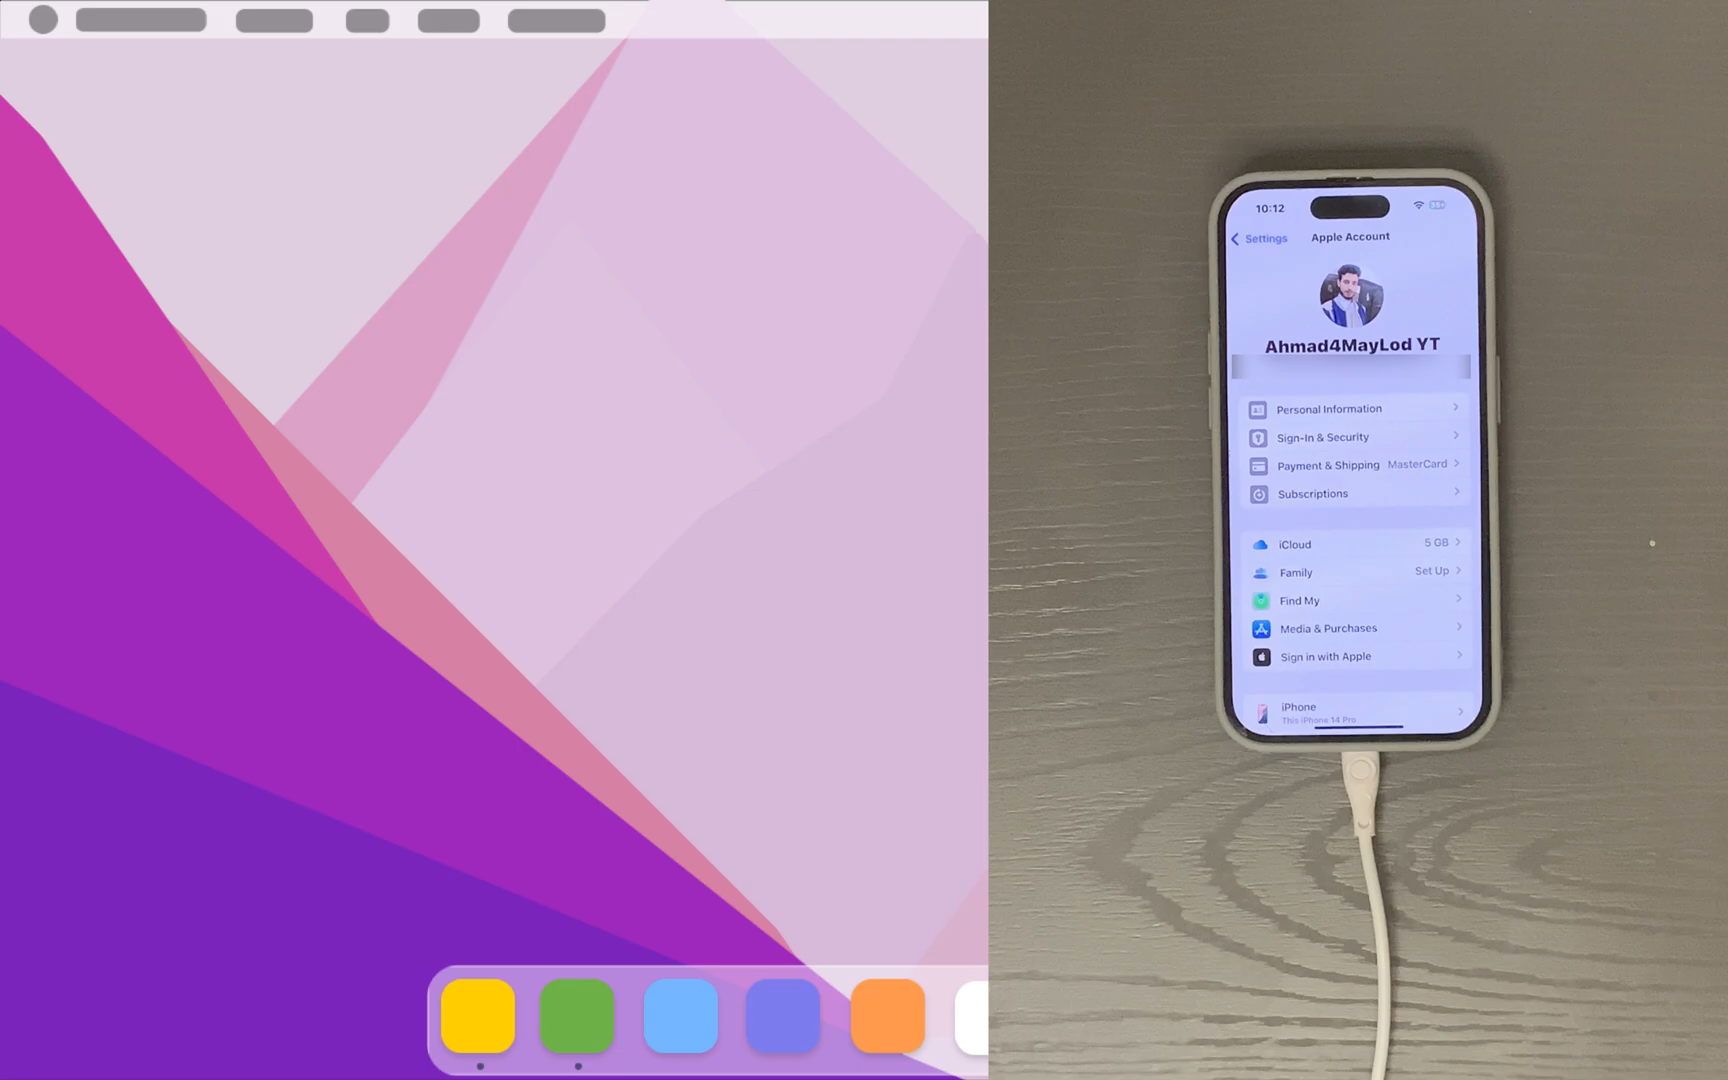 10:12
Settings
Apple Account
Ahmad4MayLod YT
Personal Information
Sign-In & Security
Payment & Shipping MasterCard
Subscriptions
iCloud 5 GB
Family Set Up
Find My
Media & Purchases
Sign in with Apple
iPhone
This iPhone 14 Pro